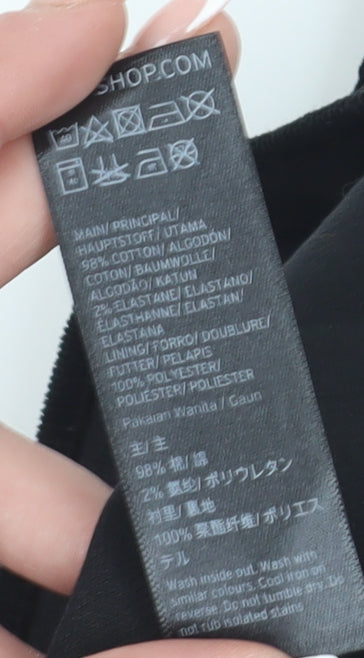 SHOP.COM
MAIN/ PRINCIPAL/
HAUPTSTOFF/ UTAMA
98% COTTON/ ALGODÓN/
COTON/ BAUMWOLLE/
ALGODÃO/ KATUN
2% ELASTANE/ ELASTANO/
ÉLASTHANNE/ ELASTAN/
ELASTANA
LINING/ FORRO/ DOUBLURE/
FUTTER/ PELAPIS
100% POLYESTER/
POLIÉSTER/ POLIESTER
Pakaian Wanita / Gaun
主/ 主
98% 棉/ 綿
2% 氨纶/ ポリウレタン
衬里/ 裏地
100% 聚酯纤维/ ポリエス
テル
Wash inside out. Wash with
similar colours. Cool iron on
reverse. Do not tumble dry. Do
not rub isolated stains